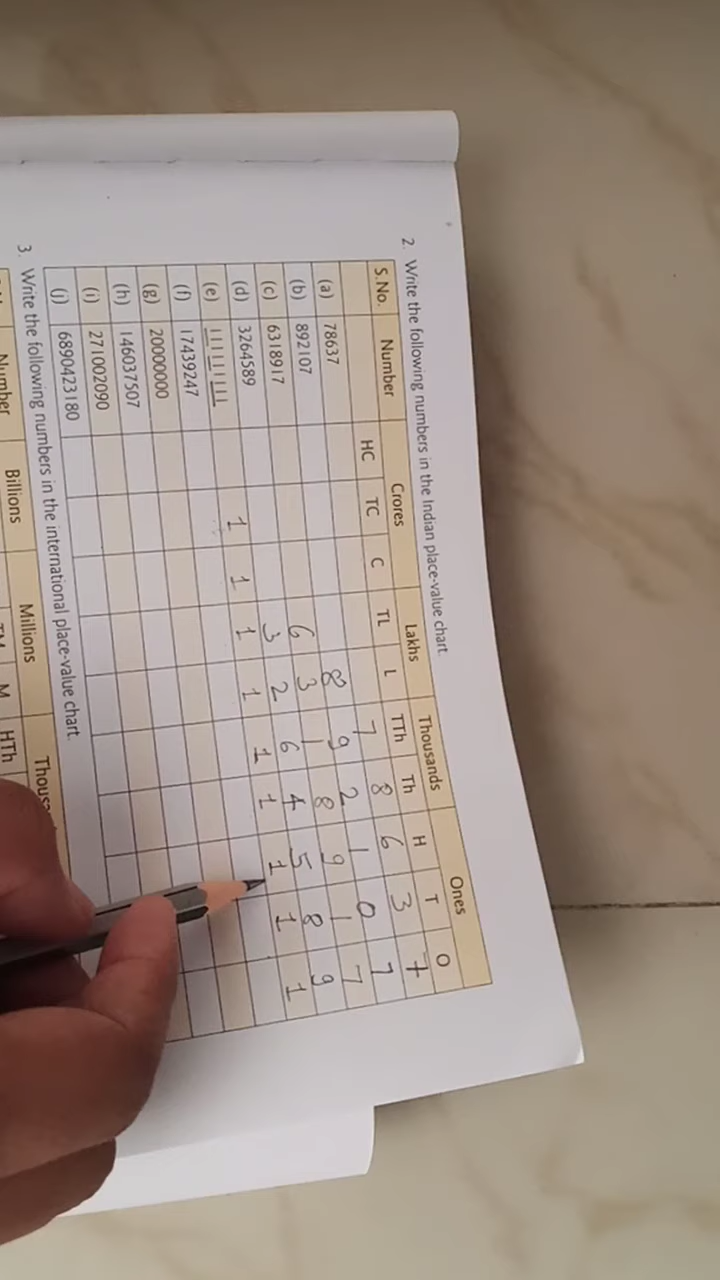 2. Write the following numbers in the Indian place-value chart.
S.No. Number Crores Lakhs Thousands Ones
HC TC C TL L TTh Th H T O
(a) 78637 7 8 6 3 7
(b) 892107 8 9 2 1 0 7
(c) 6318917 6 3 1 8 9 1 7
(d) 3264589 3 2 6 4 5 8 9
(e) 111111111 1 1 1 1 1 1 1 1 1
(f) 17439247
(g) 20000000
(h) 146037507
(i) 271002090
(j) 6890423180
3. Write the following numbers in the international place-value chart.
Number Billions Millions
M HTh